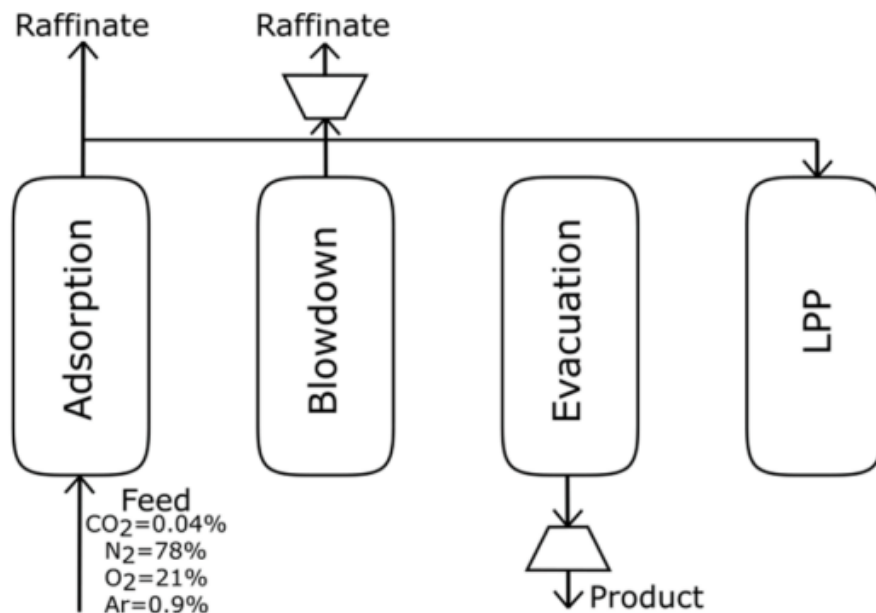 Raffinate
Raffinate
Adsorption
Blowdown
Evacuation
LPP
Feed
CO2=0.04%
N2=78%
O2=21%
Ar=0.9%
Product